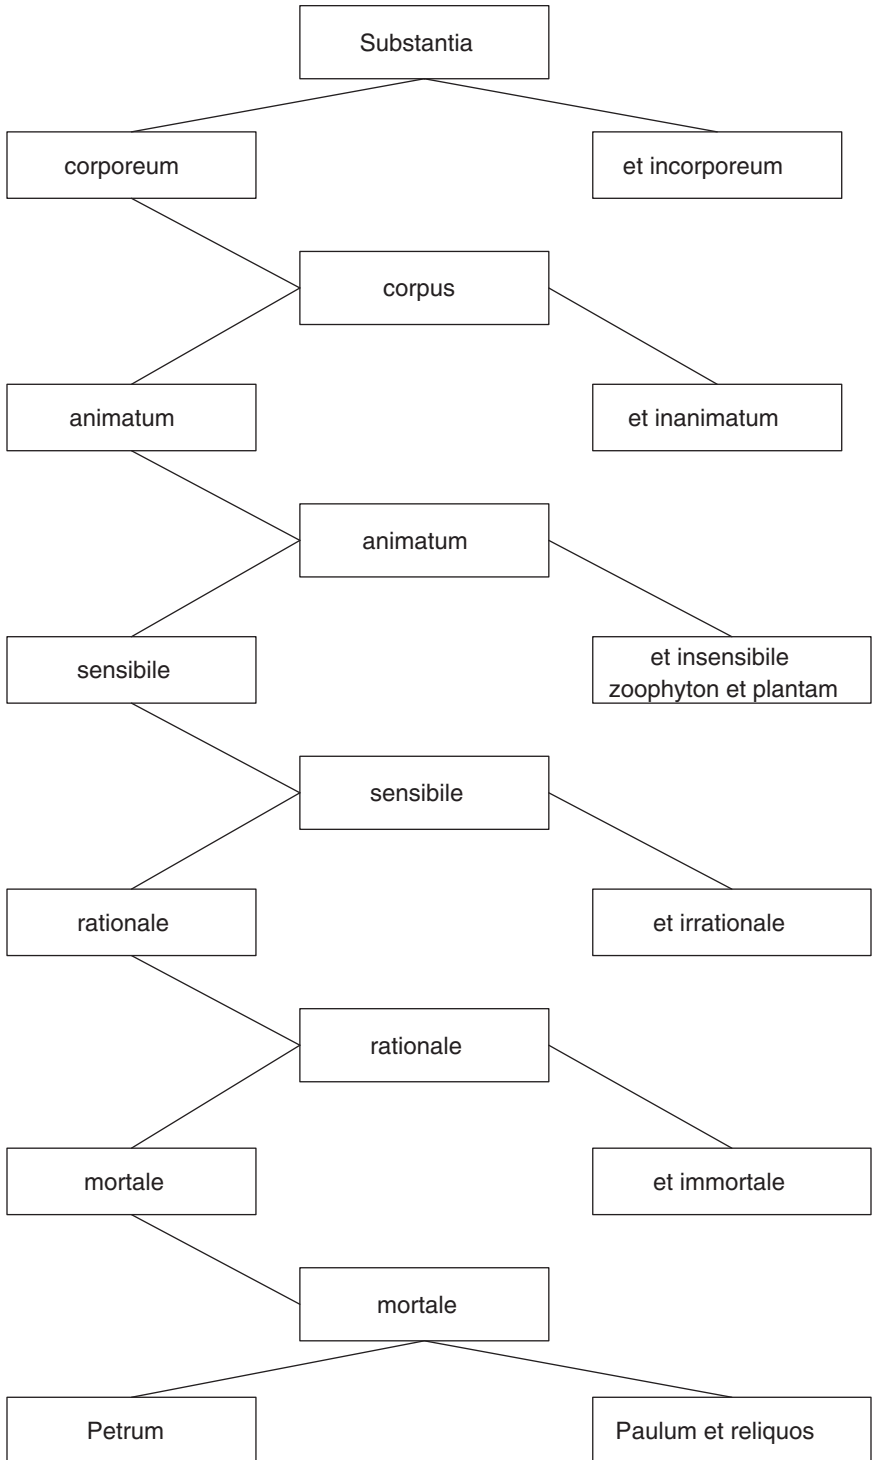 Substantia
corporeum
et incorporeum
corpus
animatum
et inanimatum
animatum
sensibile
et insensibile
zoophyton et plantam
sensibile
rationale
et irrationale
rationale
mortale
et immortale
mortale
Petrum
Paulum et reliquos